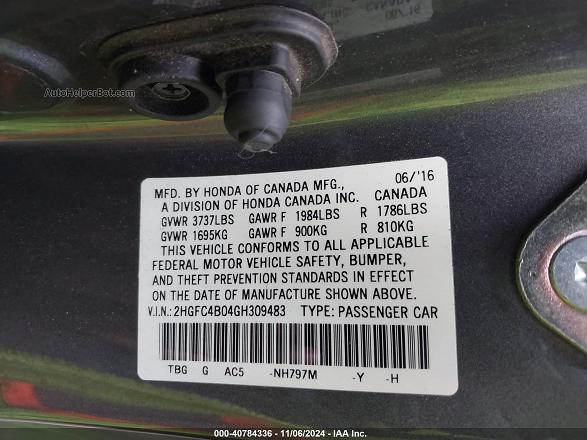 06/'16
AutoHelperBot.com
MFD. BY HONDA OF CANADA MFG., 06/'16
A DIVISION OF HONDA CANADA INC. CANADA
GVWR 3737LBS GAWR F 1984LBS R 1786LBS
GVWR 1695KG GAWR F 900KG R 810KG
THIS VEHICLE CONFORMS TO ALL APPLICABLE
FEDERAL MOTOR VEHICLE SAFETY, BUMPER,
AND THEFT PREVENTION STANDARDS IN EFFECT
ON THE DATE OF MANUFACTURE SHOWN ABOVE.
V.I.N.: 2HGFC4B04GH309483 TYPE: PASSENGER CAR
TBG G AC5 -NH797M -Y -H
000-40784336 - 11/06/2024 - IAA Inc.